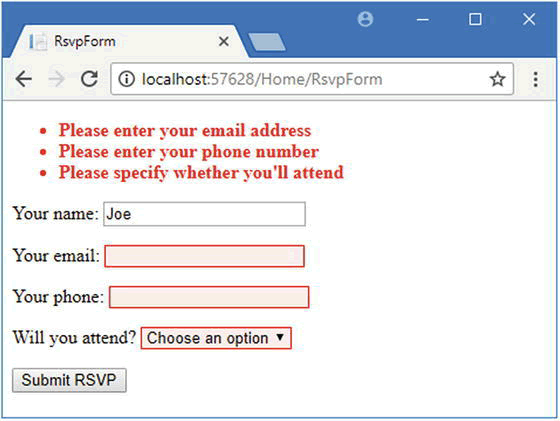 RsvpForm
localhost:57628/Home/RsvpForm
• Please enter your email address
• Please enter your phone number
• Please specify whether you'll attend
Your name: Joe
Your email:
Your phone:
Will you attend? Choose an option
Submit RSVP